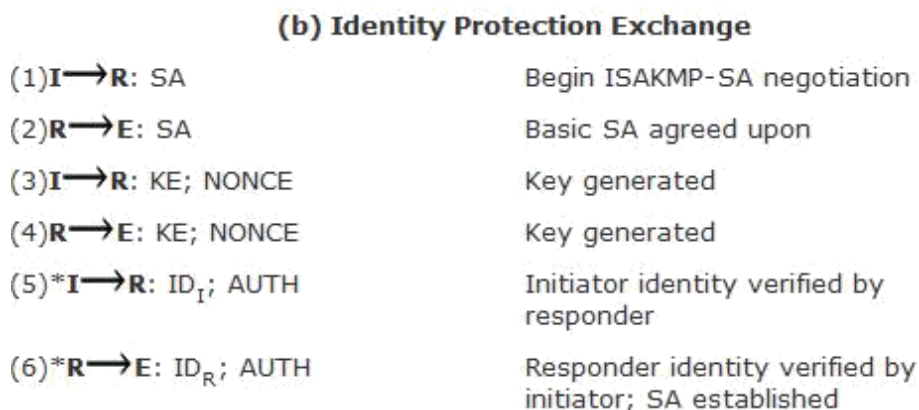 (b) Identity Protection Exchange
(1)I→R: SA Begin ISAKMP-SA negotiation
(2)R→E: SA Basic SA agreed upon
(3)I→R: KE; NONCE Key generated
(4)R→E: KE; NONCE Key generated
(5)*I→R: ID_I; AUTH Initiator identity verified by
responder
(6)*R→E: ID_R; AUTH Responder identity verified by
initiator; SA established